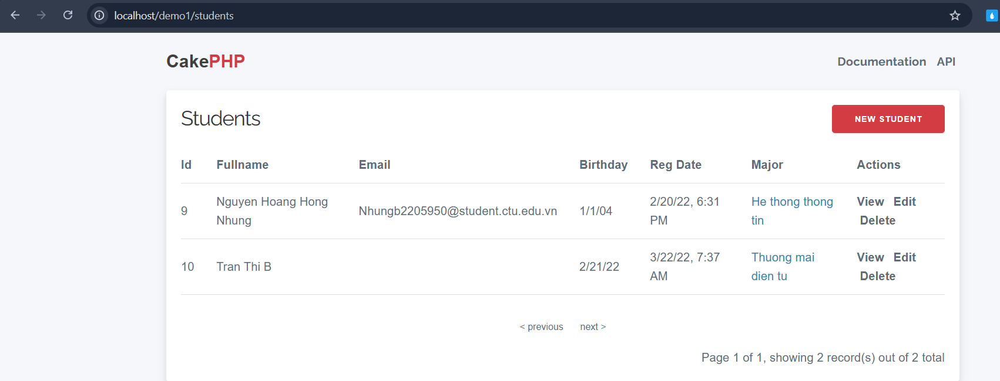 localhost/demo1/students
CakePHP
Documentation API
Students
NEW STUDENT
Id Fullname Email Birthday Reg Date Major Actions
9 Nguyen Hoang Hong Nhung Nhungb2205950@student.ctu.edu.vn 1/1/04 2/20/22, 6:31 PM He thong thong tin View Edit Delete
10 Tran Thi B 2/21/22 3/22/22, 7:37 AM Thuong mai dien tu View Edit Delete
< previous next >
Page 1 of 1, showing 2 record(s) out of 2 total